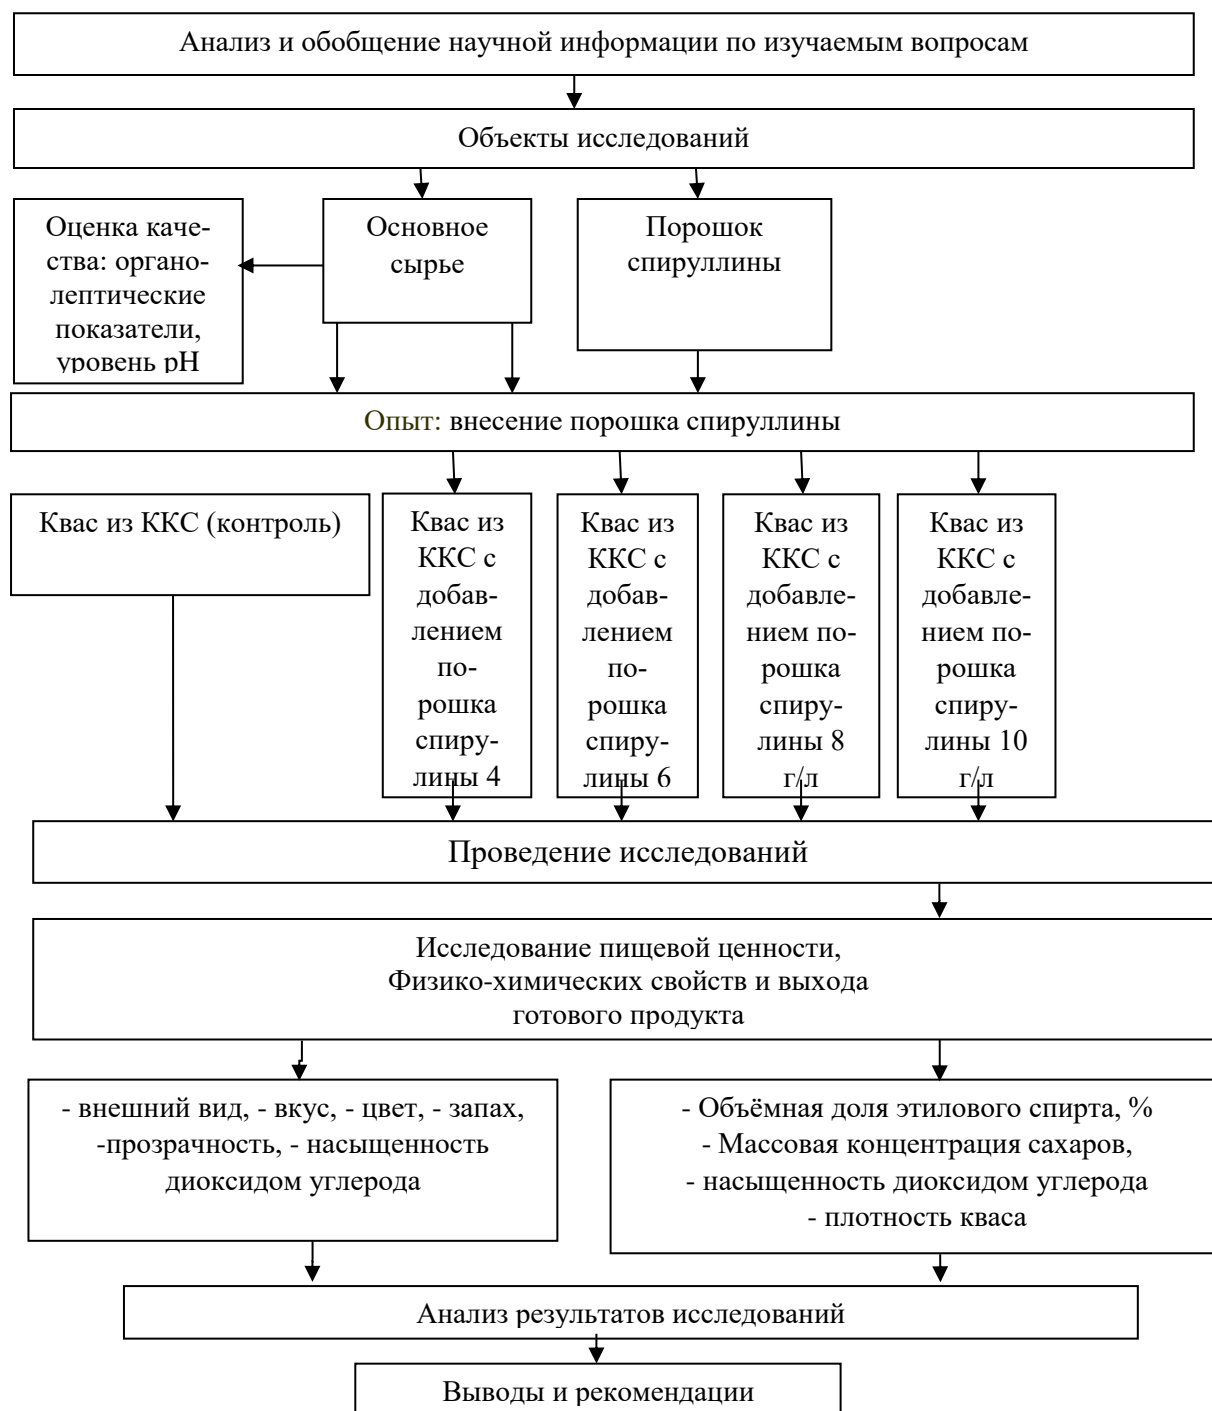 Анализ и обобщение научной информации по изучаемым вопросам
Объекты исследований
Оценка каче-
ства: органо-
лептические
показатели,
уровень pH
Основное
сырье
Порошок
спируллины
Опыт: внесение порошка спируллины
Квас из ККС (контроль)
Квас из
ККС с
добав-
лением
по-
рошка
спиру-
лины 4
Квас из
ККС с
добав-
лением
по-
рошка
спиру-
лины 6
Квас из
ККС с
добавле-
нием по-
рошка
спиру-
лины 8
г/л
Квас из
ККС с
добавле-
нием по-
рошка
спиру-
лины 10
г/л
Проведение исследований
Исследование пищевой ценности,
Физико-химических свойств и выхода
готового продукта
- внешний вид, - вкус, - цвет, - запах,
-прозрачность, - насыщенность
диоксидом углерода
- Объёмная доля этилового спирта, %
- Массовая концентрация сахаров,
- насыщенность диоксидом углерода
- плотность кваса
Анализ результатов исследований
Выводы и рекомендации